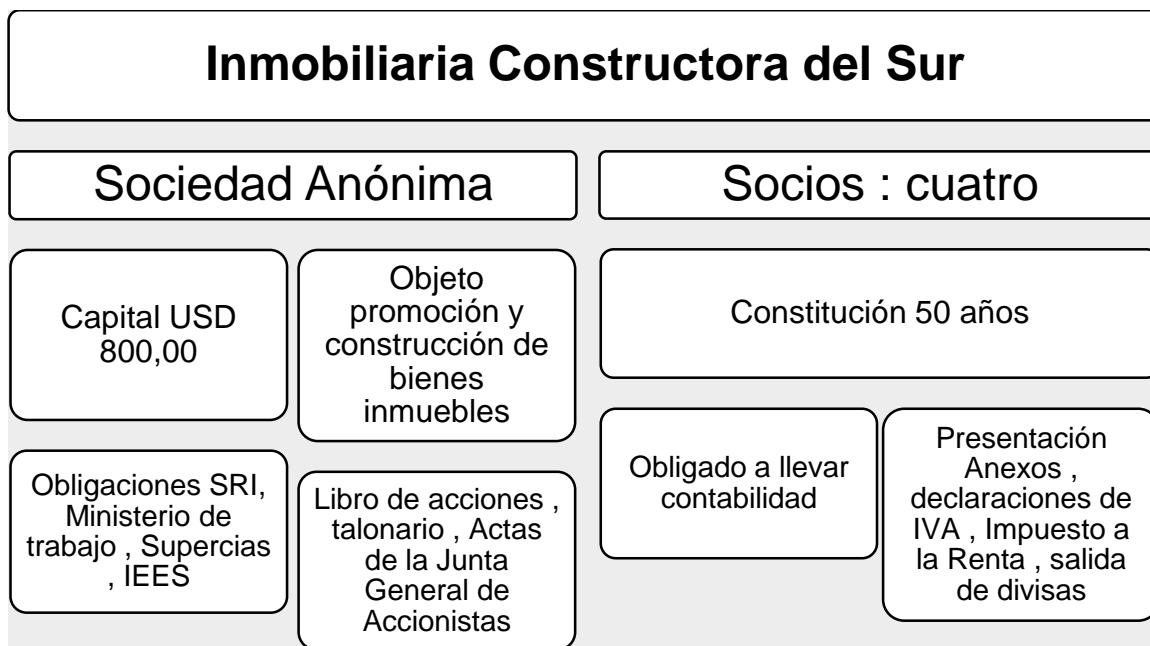 Inmobiliaria Constructora del Sur
Sociedad Anónima
Socios : cuatro
Capital USD
800,00
Objeto
promoción y
construcción de
bienes
inmuebles
Constitución 50 años
Obligaciones SRI,
Ministerio de
trabajo , Supercias
, IEES
Libro de acciones ,
talonario , Actas
de la Junta
General de
Accionistas
Obligado a llevar
contabilidad
Presentación
Anexos ,
declaraciones de
IVA , Impuesto a
la Renta , salida
de divisas